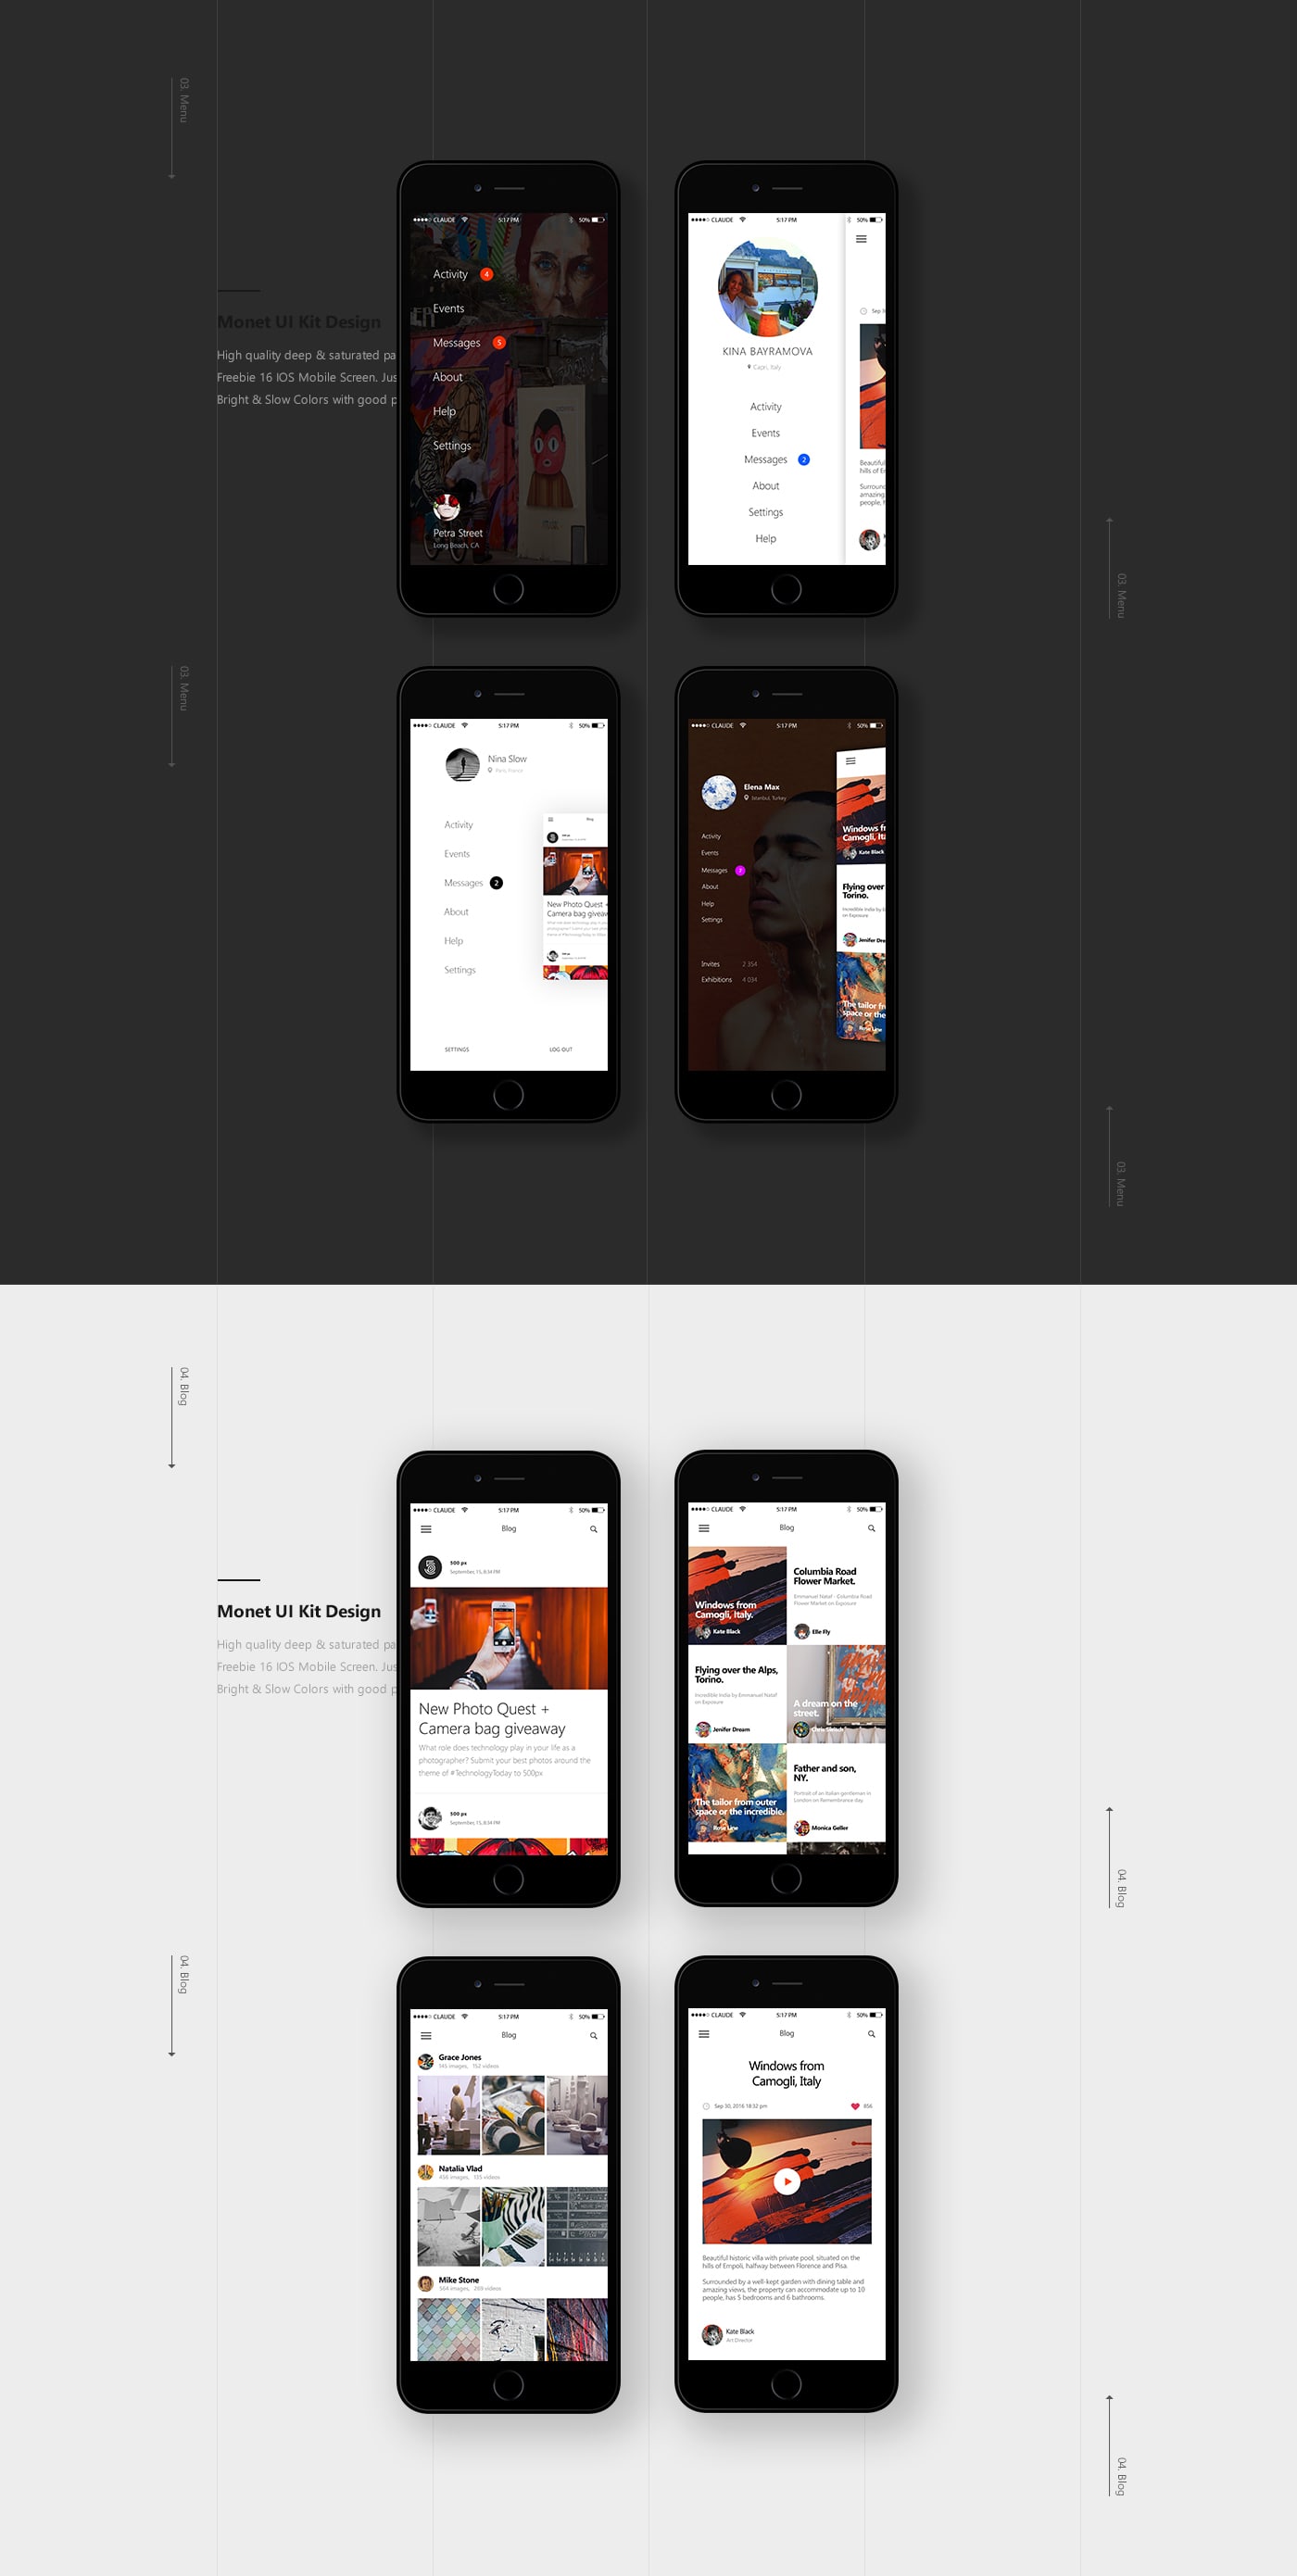 03. Menu
Monet UI Kit Design
High quality deep & saturated pa
Freebie 16 IOS Mobile Screen. Jus
Bright & Slow Colors with good p
CLAUDE 5:17 PM 50%
Activity 4
Events
Messages 5
About
Help
Settings
Petra Street
Long Beach, CA
CLAUDE 5:17 PM 50%
KINA BAYRAMOVA
Capri, Italy
Activity
Events
Messages 2
About
Settings
Help
Sep 3
Beautiful
hills of E
Surround
amazing
people, h
03. Menu
03. Menu
CLAUDE 5:17 PM 50%
Nina Slow
Paris, France
Activity
Events
Messages 2
About
Help
Settings
SETTINGS LOG OUT
Blog
500 px
New Photo Quest +
Camera bag giveaw
CLAUDE 5:17 PM 50%
Elena Max
Istanbul, Turkey
Activity
Events
Messages 7
About
Help
Settings
Invites 2 354
Exhibitions 4 034
Windows fr
Camogli, Ita
Kate Black
Flying over
Torino.
Incredible India by E
on Exposure
Jenifer Dre
The tailor fr
space or the
Rose Line
03. Menu
04. Blog
Monet UI Kit Design
High quality deep & saturated pa
Freebie 16 IOS Mobile Screen. Jus
Bright & Slow Colors with good p
CLAUDE 5:17 PM 50%
Blog
500 px
September, 15, 8:34 PM
New Photo Quest +
Camera bag giveaway
What role does technology play in your life as a
photographer? Submit your best photos around the
theme of #TechnologyToday to 500px
500 px
September, 15, 8:34 PM
CLAUDE 5:17 PM 50%
Blog
Windows from
Camogli, Italy.
Kate Black
Columbia Road
Flower Market.
Emmanuel Nataf - Columbia Road
Flower Market on Exposure
Elle Fly
Flying over the Alps,
Torino.
Incredible India by Emmanuel Nataf
on Exposure
Jenifer Dream
A dream on the
street.
The tailor from outer
space or the incredible.
Rose Line
Father and son,
NY.
Portrait of an Italian gentleman in
London on Remembrance day
Monica Geller
04. Blog
04. Blog
CLAUDE 5:17 PM 50%
Blog
Grace Jones
images, 152 videos
Natalia Vlad
456 images, 135 videos
Mike Stone
564 images, 269 videos
CLAUDE 5:17 PM 50%
Blog
Windows from
Camogli, Italy
Sep 30, 2016 18:32 pm 856
Beautiful historic villa with private pool, situated on the
hills of Empoli, halfway between Florence and Pisa.
Surrounded by a well-kept garden with dining table and
amazing views, the property can accommodate up to 10
people, has 5 bedrooms and 6 bathrooms.
Kate Black
Art Director
04. Blog